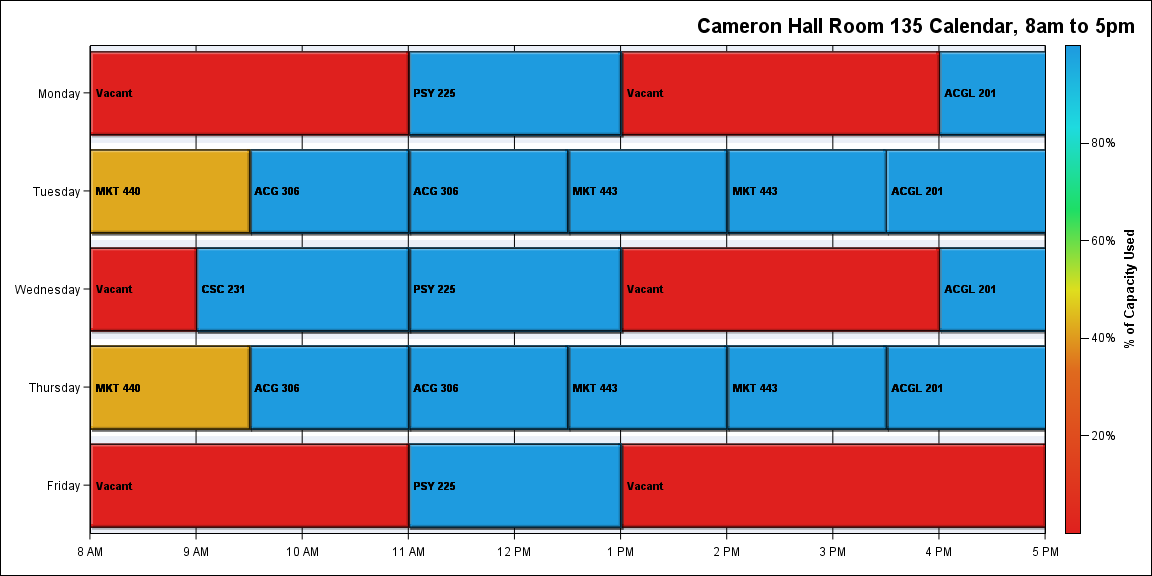 Cameron Hall Room 135 Calendar, 8am to 5pm
Monday
Vacant
PSY 225
Vacant
ACGL 201
Tuesday
MKT 440
ACG 306
ACG 306
MKT 443
MKT 443
ACGL 201
Wednesday
Vacant
CSC 231
PSY 225
Vacant
ACGL 201
Thursday
MKT 440
ACG 306
ACG 306
MKT 443
MKT 443
ACGL 201
Friday
Vacant
PSY 225
Vacant
8 AM
9 AM
10 AM
11 AM
12 PM
1 PM
2 PM
3 PM
4 PM
5 PM
80%
60%
40%
20%
% of Capacity Used